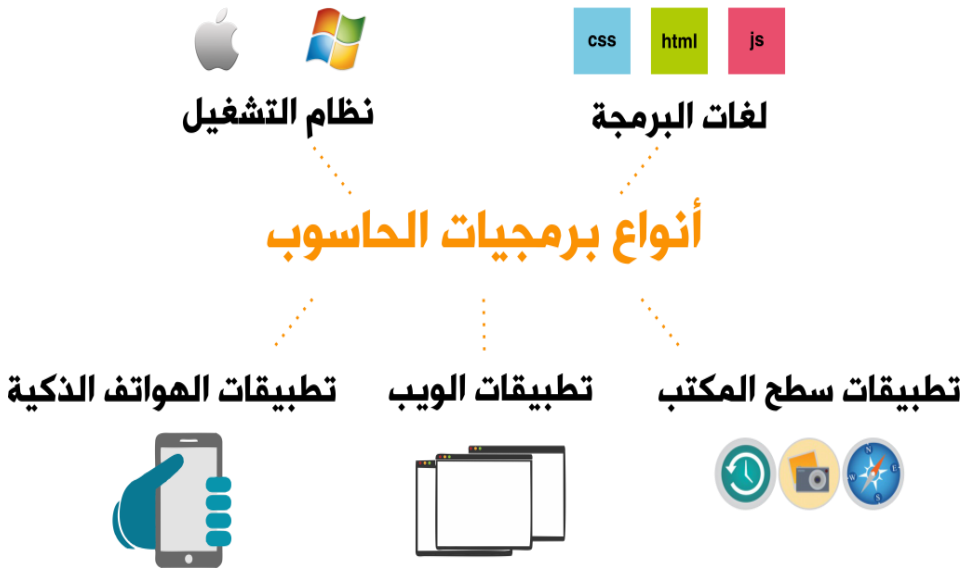 css html js
لغات البرمجة
نظام التشغيل
أنواع برمجيات الحاسوب
تطبيقات سطح المكتب
تطبيقات الويب
تطبيقات الهواتف الذكية
N
E
S
W